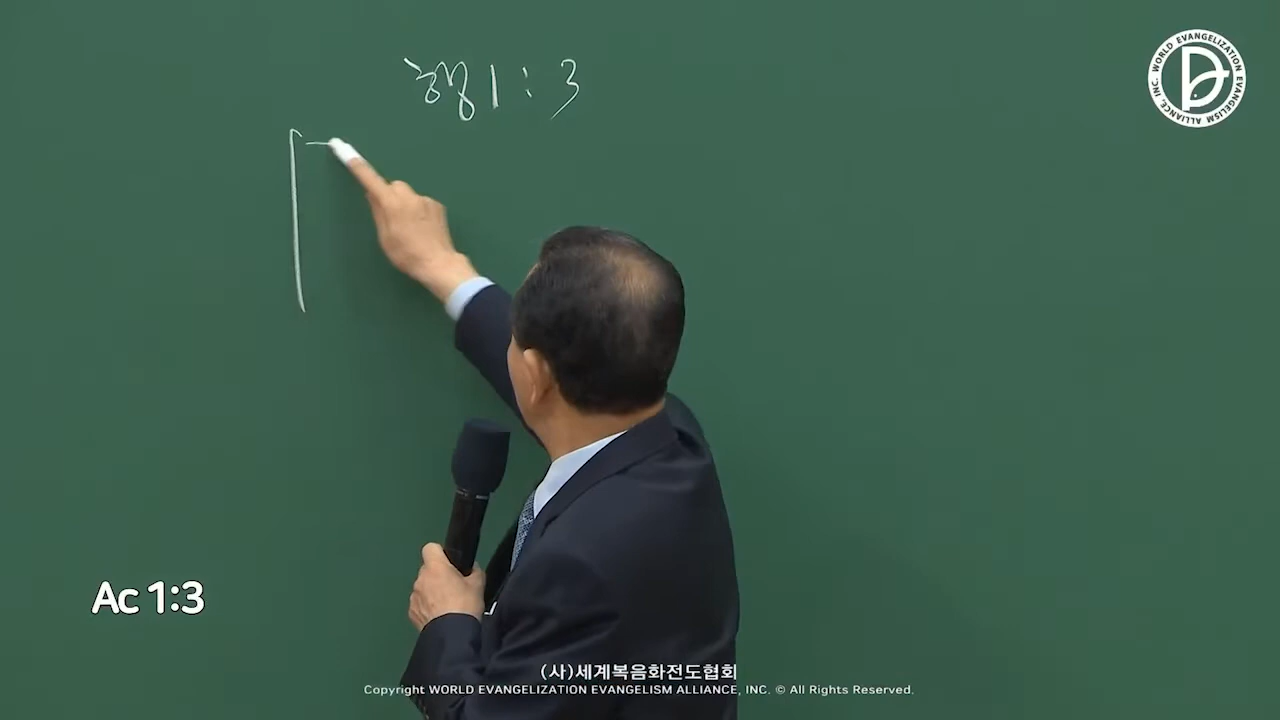 행 1 : 3
WORLD EVANGELIZATION EVANGELISM ALLIANCE, INC.
Ac 1:3
(사)세계복음화전도협회
Copyright WORLD EVANGELIZATION EVANGELISM ALLIANCE, INC. © All Rights Reserved.